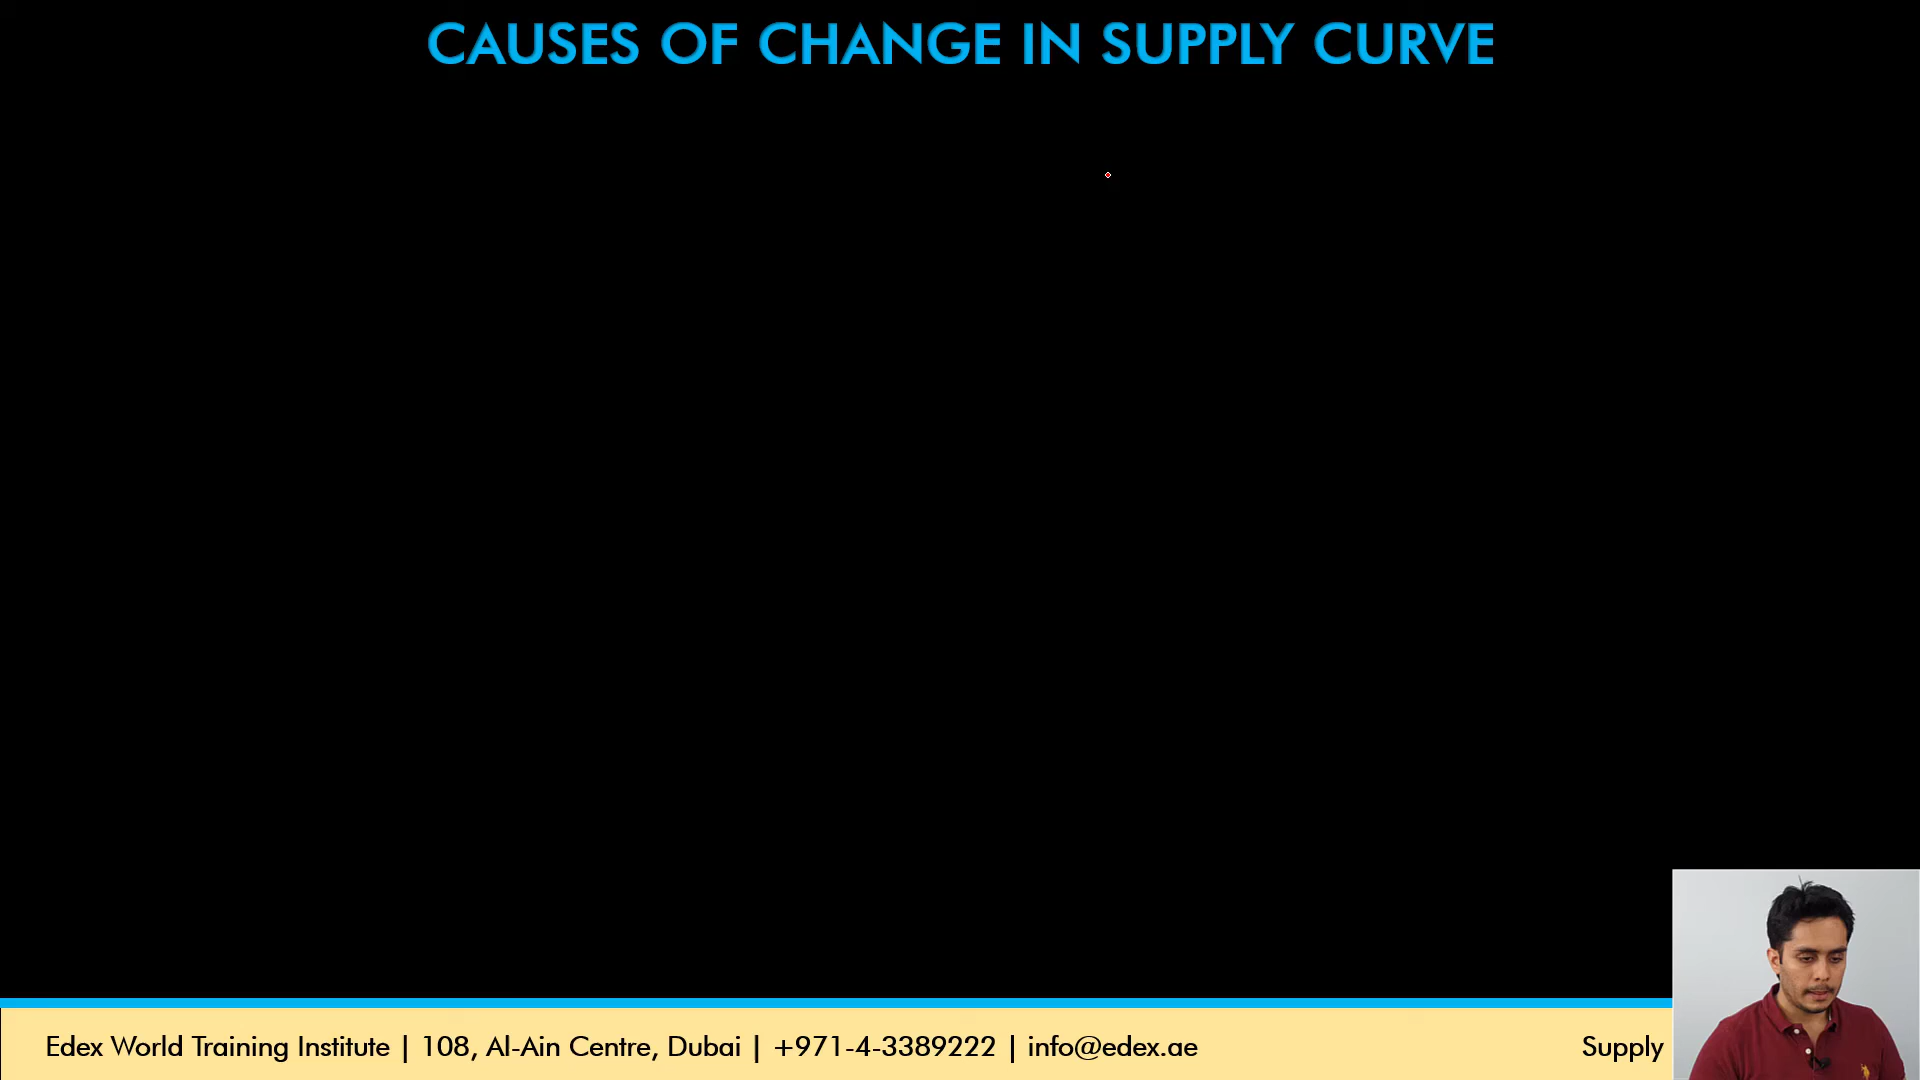 CAUSES OF CHANGE IN SUPPLY CURVE
Edex World Training Institute | 108, Al-Ain Centre, Dubai | +971-4-3389222 | info@edex.ae
Supply